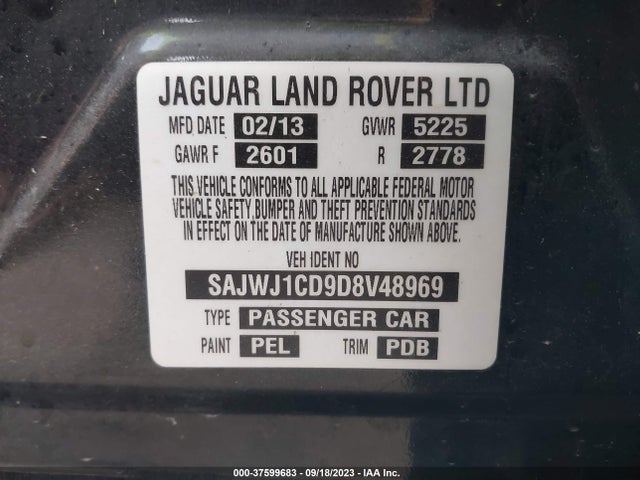 JAGUAR LAND ROVER LTD
MFD DATE 02/13 GVWR 5225
GAWR F 2601 R 2778
THIS VEHICLE CONFORMS TO ALL APPLICABLE FEDERAL MOTOR
VEHICLE SAFETY,BUMPER AND THEFT PREVENTION STANDARDS
IN EFFECT ON THE DATE OF MANUFACTURE SHOWN ABOVE.
VEH IDENT NO
SAJWJ1CD9D8V48969
TYPE PASSENGER CAR
PAINT PEL TRIM PDB
000-37599683 - 09/18/2023 - IAA Inc.